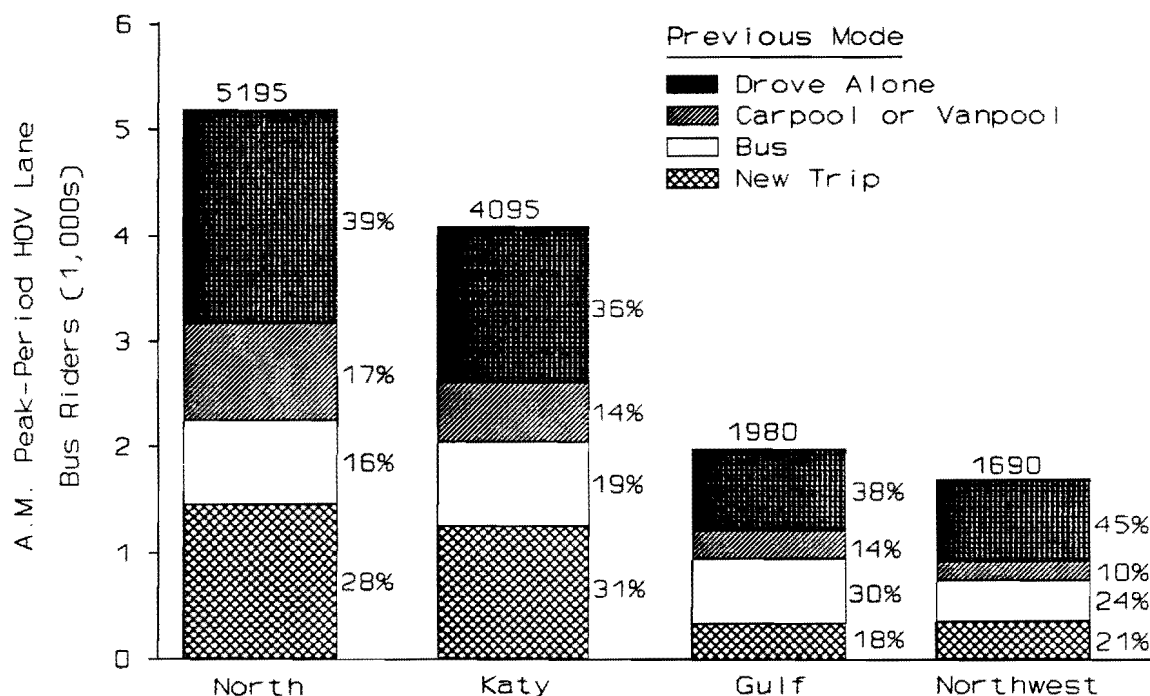 A.M. Peak-Period HOV Lane
Bus Riders (1,000s)
6
5
4
3
2
1
0
Previous Mode
Drove Alone
Carpool or Vanpool
Bus
New Trip
5195
39%
17%
16%
28%
4095
36%
14%
19%
31%
1980
38%
14%
30%
18%
1690
45%
10%
24%
21%
North
Katy
Gulf
Northwest